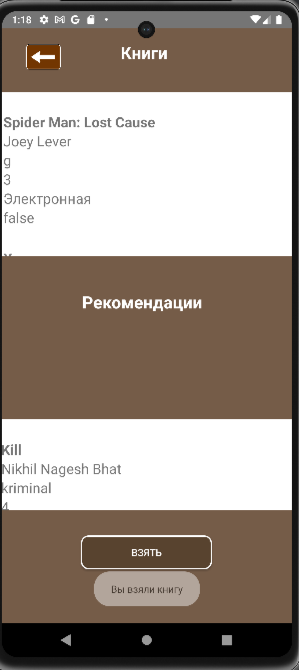 1:18
Книги
Spider Man: Lost Cause
Joey Lever
g
3
Электронная
false
Рекомендации
Kill
Nikhil Nagesh Bhat
kriminal
4
ВЗЯТЬ
Вы взяли книгу